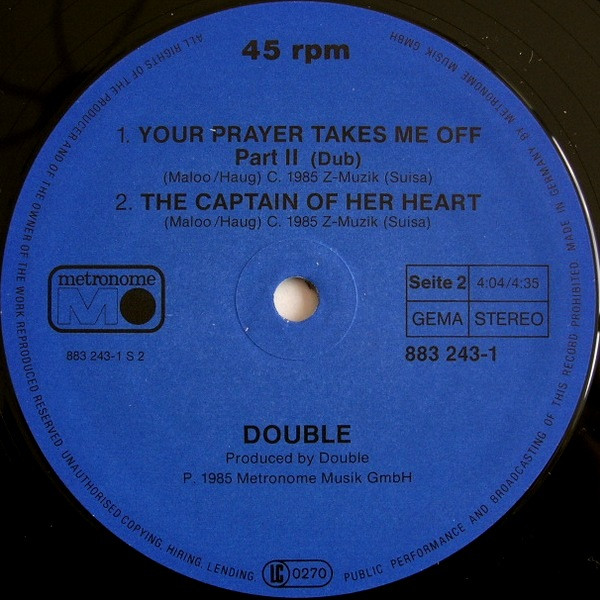 45 rpm
1. YOUR PRAYER TAKES ME OFF
Part II (Dub)
(Maloo/Haug) C. 1985 Z-Muzik (Suisa)
2. THE CAPTAIN OF HER HEART
(Maloo/Haug) C. 1985 Z-Muzik (Suisa)
metronome
M
883 243-1 S 2
Seite 2 4:04/4:35
GEMA STEREO
883 243-1
DOUBLE
Produced by Double
P. 1985 Metronome Musik GmbH
LC 0270
ALL RIGHTS OF THE PRODUCER AND OF THE OWNER OF THE WORK REPRODUCED RESERVED. UNAUTHORISED COPYING, HIRING, LENDING, PUBLIC PERFORMANCE AND BROADCASTING OF THIS RECORD PROHIBITED MADE IN GERMANY BY METRONOME MUSIK GMBH